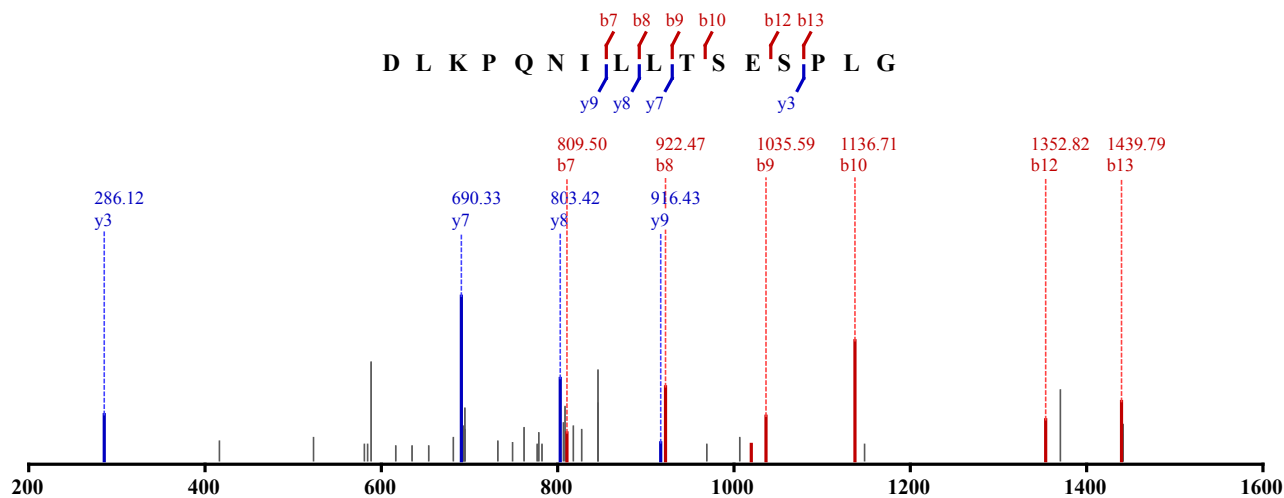 b7 b8 b9 b10 b12 b13
D L K P Q N I L L T S E S P L G
y9 y8 y7 y3
809.50 922.47 1035.59 1136.71 1352.82 1439.79
b7 b8 b9 b10 b12 b13
286.12 690.33 803.42 916.43
y3 y7 y8 y9
200 400 600 800 1000 1200 1400 1600